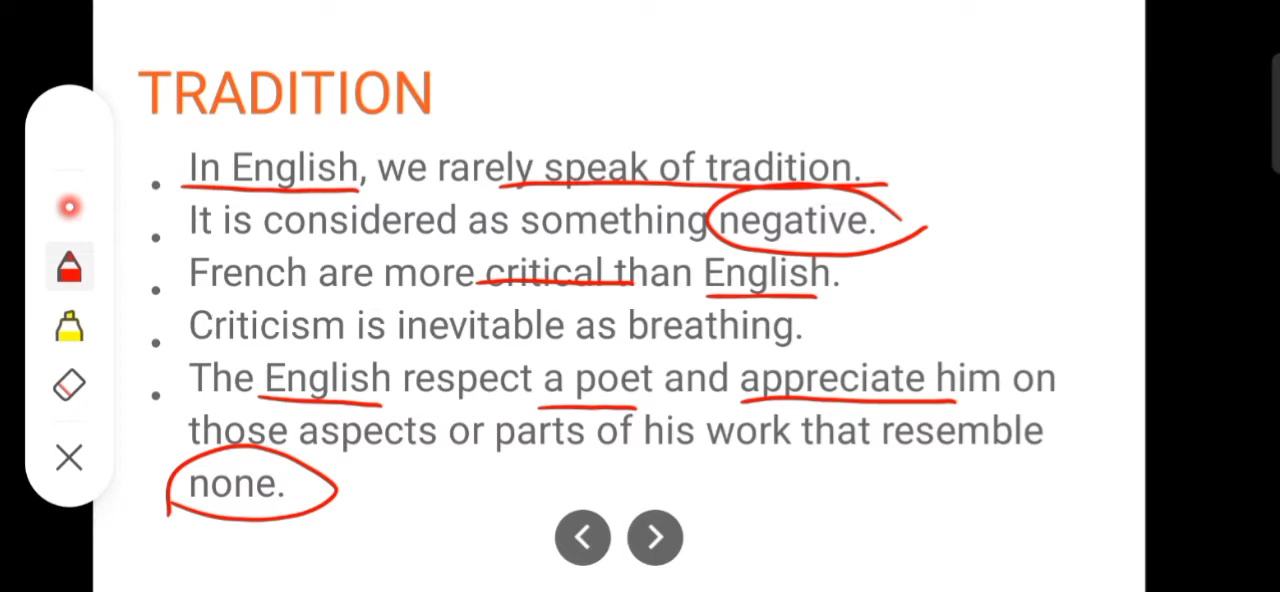 TRADITION
• In English, we rarely speak of tradition.
• It is considered as something negative.
• French are more critical than English.
• Criticism is inevitable as breathing.
• The English respect a poet and appreciate him on
those aspects or parts of his work that resemble
none.